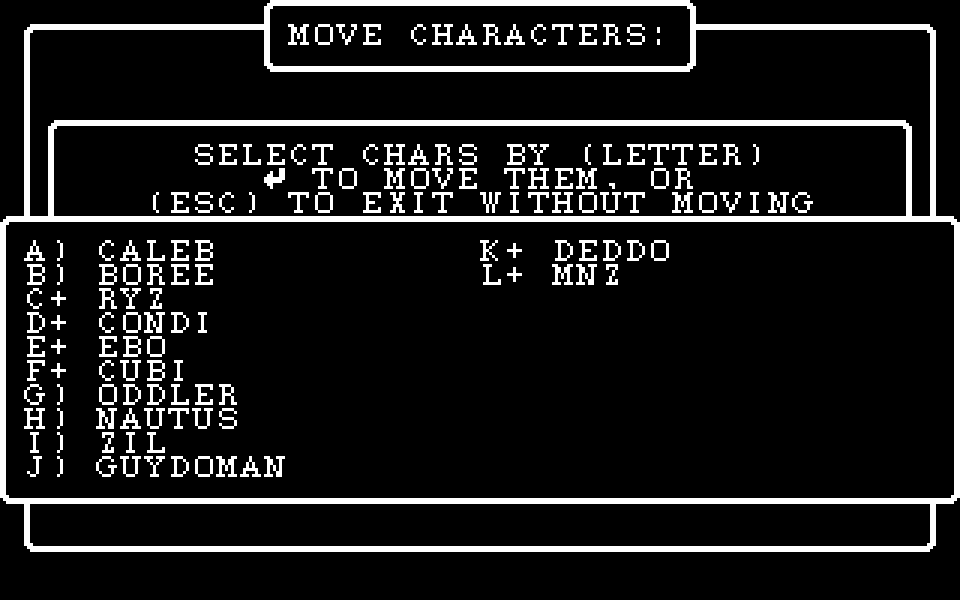 MOVE CHARACTERS:
SELECT CHARS BY (LETTER)
↵ TO MOVE THEM, OR
(ESC) TO EXIT WITHOUT MOVING
A) CALEB
B) BOREE
C+ RYZ
D+ CONDI
E+ EBO
F+ CUBI
G) ODDLER
H) NAUTUS
I) ZIL
J) GUYDOMAN
K+ DEDDO
L+ MNZ